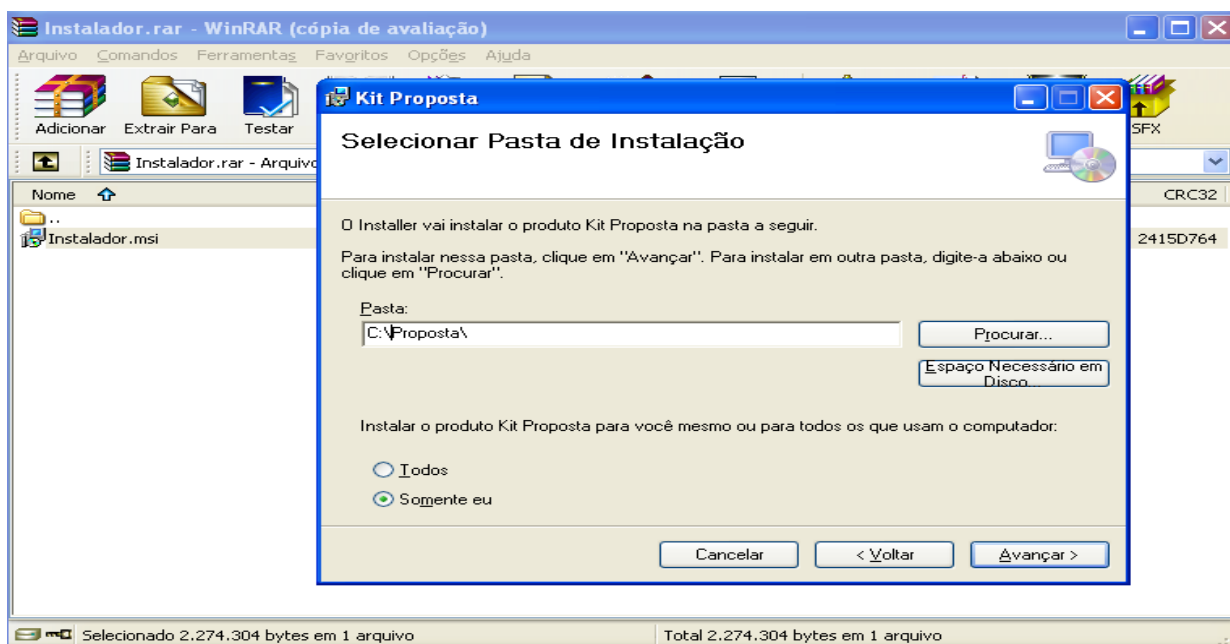 Instalador.rar - WinRAR (cópia de avaliação)
Arquivo Comandos Ferramentas Favoritos Opções Ajuda
Adicionar Extrair Para Testar SFX
Instalador.rar - Arquivo
Nome CRC32
..
Instalador.msi 2415D764
Kit Proposta
Selecionar Pasta de Instalação
O Installer vai instalar o produto Kit Proposta na pasta a seguir.
Para instalar nessa pasta, clique em "Avançar". Para instalar em outra pasta, digite-a abaixo ou
clique em "Procurar".
Pasta:
C:\Proposta\
Procurar...
Espaço Necessário em
Disco...
Instalar o produto Kit Proposta para você mesmo ou para todos os que usam o computador:
Todos
Somente eu
Cancelar < Voltar Avançar >
Selecionado 2.274.304 bytes em 1 arquivo Total 2.274.304 bytes em 1 arquivo